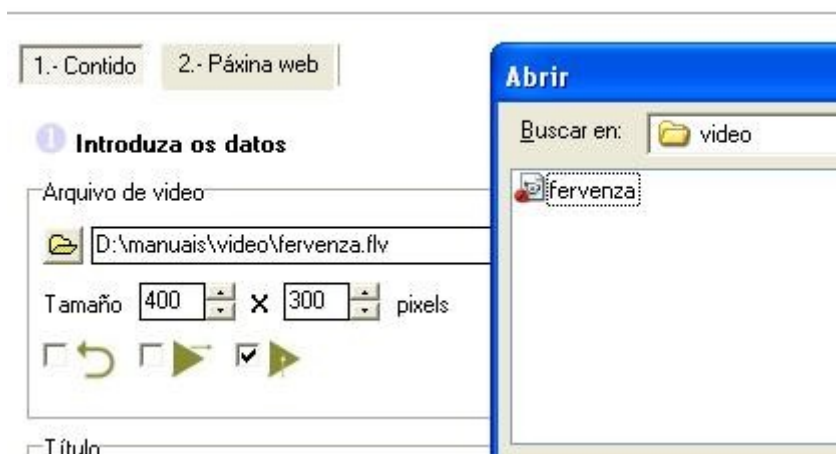 1.- Contido
2.- Páxina web
1 Introduza os datos
Arquivo de video
D:\manuais\video\fervenza.flv
Tamaño 400 X 300 pixels
Título
Abrir
Buscar en: video
fervenza